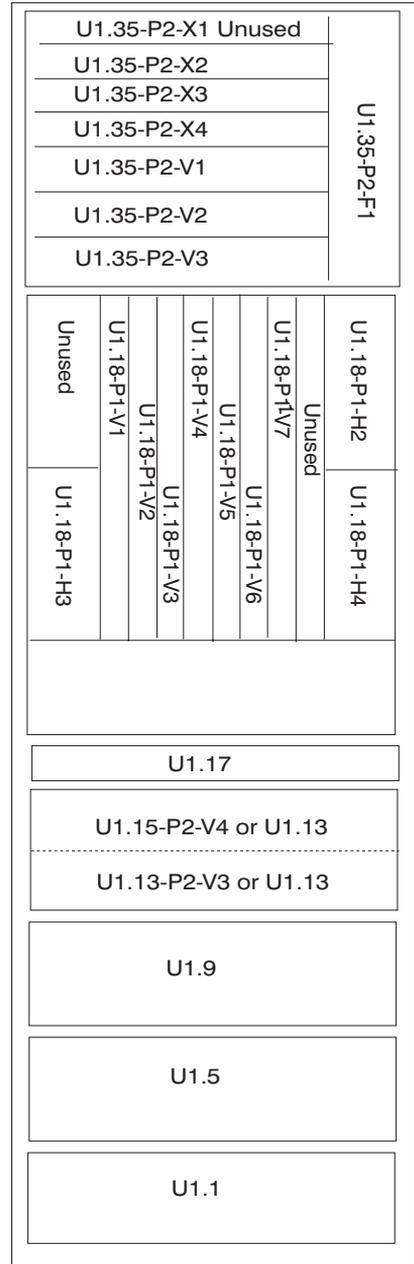 U1.35-P2-X1 Unused
U1.35-P2-X2
U1.35-P2-X3
U1.35-P2-X4
U1.35-P2-V1
U1.35-P2-V2
U1.35-P2-V3
U1.35-P2-F1
Unused
U1.18-P1-H3
U1.18-P1-V1
U1.18-P1-V2
U1.18-P1-V3
U1.18-P1-V4
U1.18-P1-V5
U1.18-P1-V6
U1.18-P1-V7
Unused
U1.18-P1-H2
U1.18-P1-H4
U1.17
U1.15-P2-V4 or U1.13
U1.13-P2-V3 or U1.13
U1.9
U1.5
U1.1